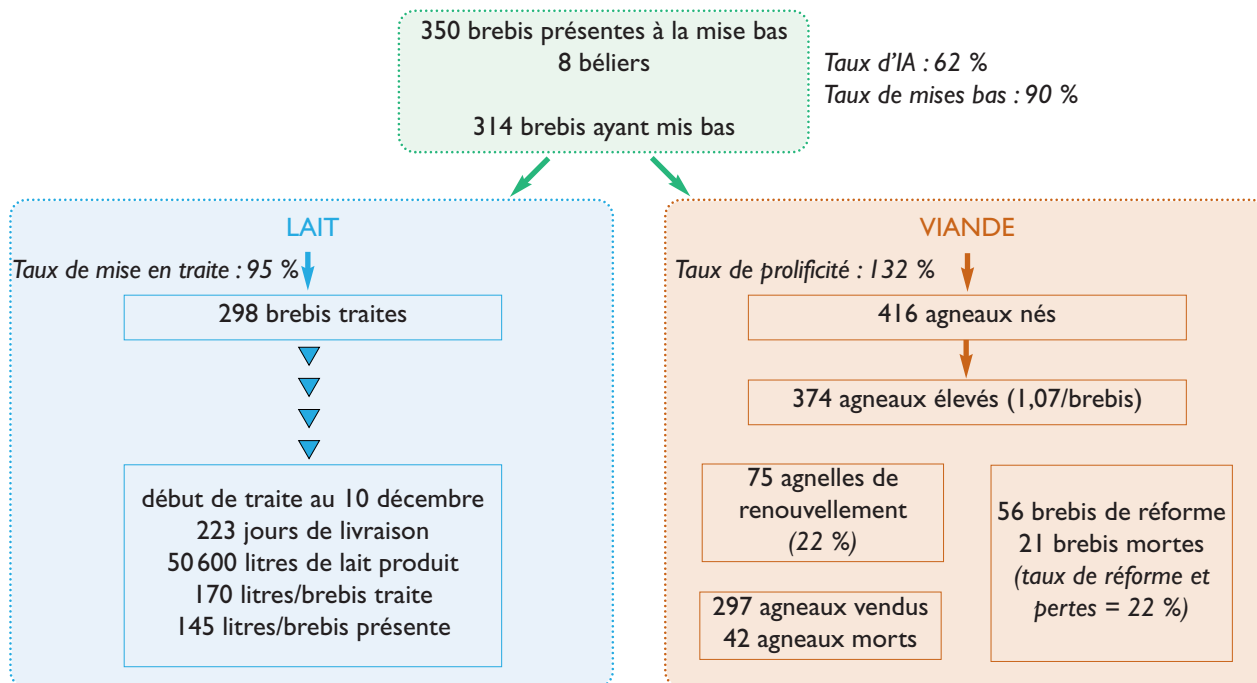 350 brebis présentes à la mise bas
8 béliers
314 brebis ayant mis bas
Taux d'IA : 62 %
Taux de mises bas : 90 %
LAIT
Taux de mise en traite : 95 %
298 brebis traites
début de traite au 10 décembre
223 jours de livraison
50 600 litres de lait produit
170 litres/brebis traite
145 litres/brebis présente
VIANDE
Taux de prolificité : 132 %
416 agneaux nés
374 agneaux élevés (1,07/brebis)
75 agnelles de
renouvellement
(22 %)
297 agneaux vendus
42 agneaux morts
56 brebis de réforme
21 brebis mortes
(taux de réforme et
pertes = 22 %)